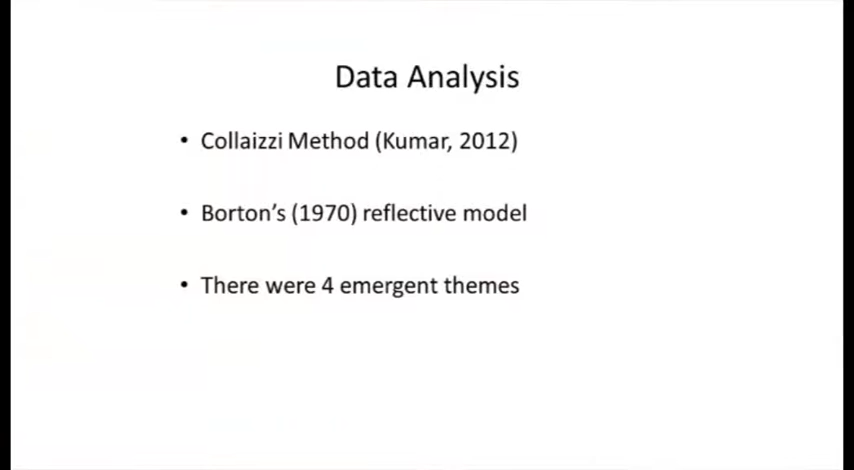 Data Analysis
• Collaizzi Method (Kumar, 2012)
• Borton's (1970) reflective model
• There were 4 emergent themes